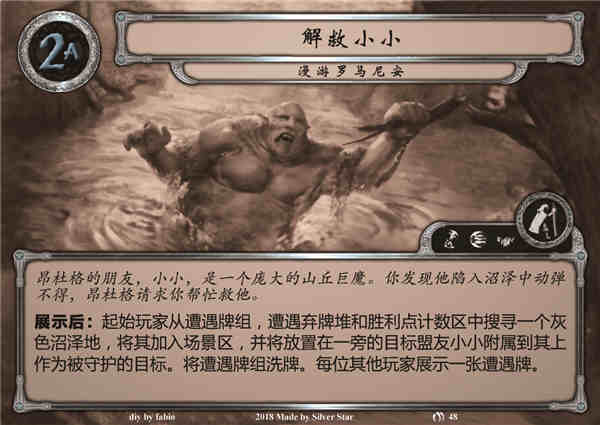 2A
解救小小
漫游罗马尼安
昂杜格的朋友，小小，是一个庞大的山丘巨魔。你发现他陷入沼泽中动弹
不得，昂杜格请求你帮忙救他。
展示后：起始玩家从遭遇牌组，遭遇弃牌堆和胜利点计数区中搜寻一个灰
色沼泽地，将其加入场景区，并将放置在一旁的目标盟友小小附属到其上
作为被守护的目标。将遭遇牌组洗牌。每位其他玩家展示一张遭遇牌。
diy by fabio 2018 Made by Silver Star 48